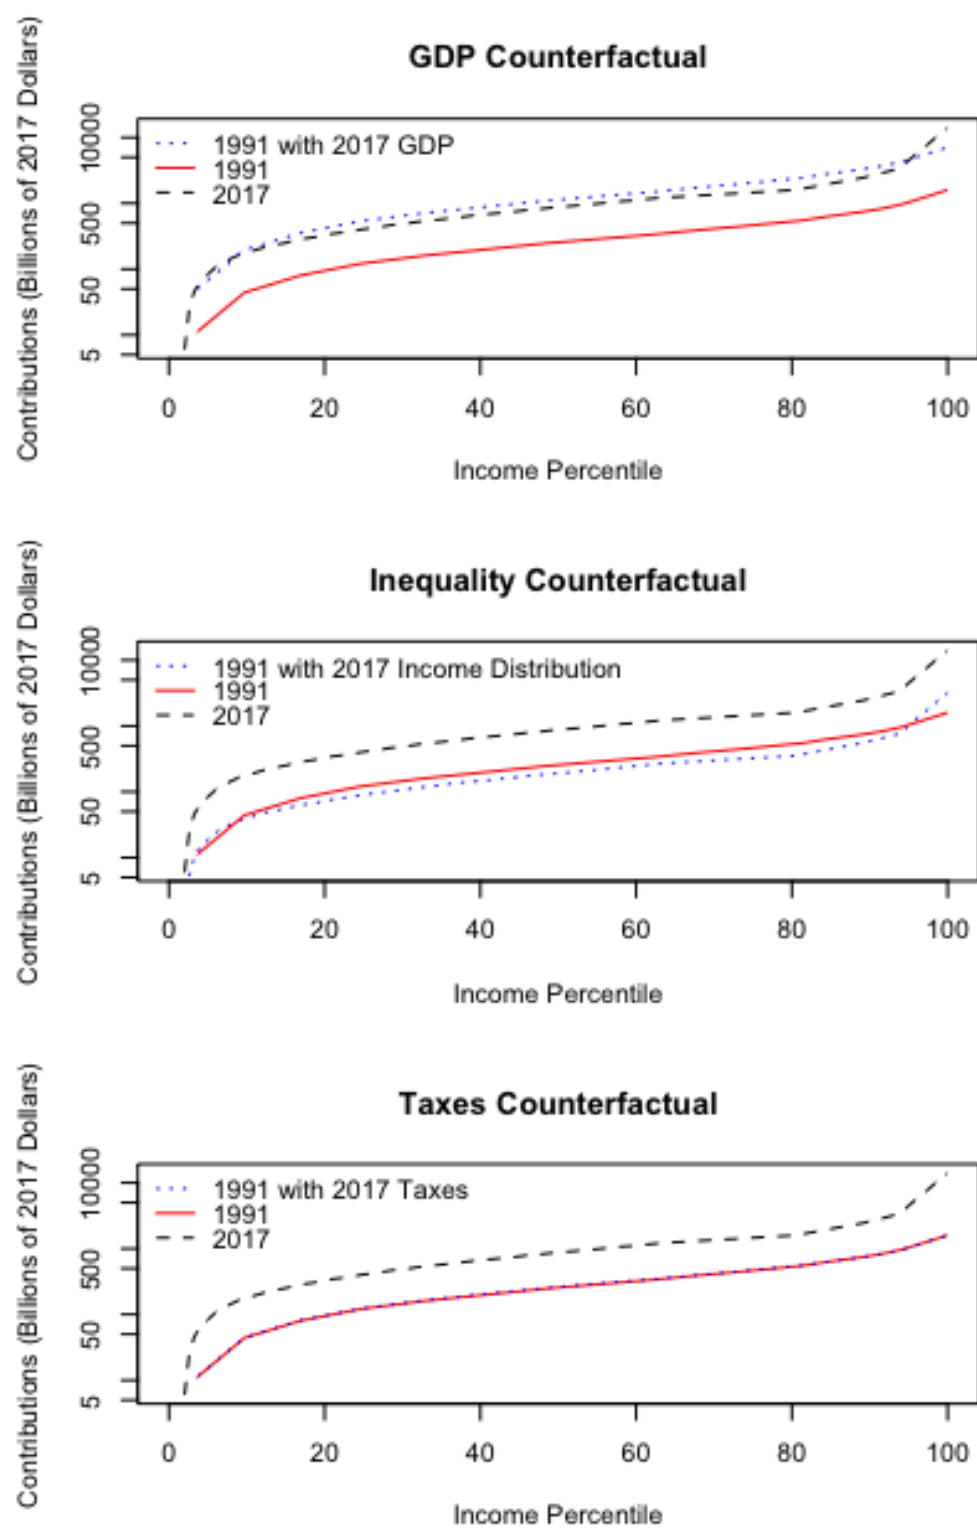 GDP Counterfactual
Contributions (Billions of 2017 Dollars)
10000
500
50
5
1991 with 2017 GDP
1991
2017
0 20 40 60 80 100
Income Percentile
Inequality Counterfactual
Contributions (Billions of 2017 Dollars)
10000
500
50
5
1991 with 2017 Income Distribution
1991
2017
0 20 40 60 80 100
Income Percentile
Taxes Counterfactual
Contributions (Billions of 2017 Dollars)
10000
500
50
5
1991 with 2017 Taxes
1991
2017
0 20 40 60 80 100
Income Percentile